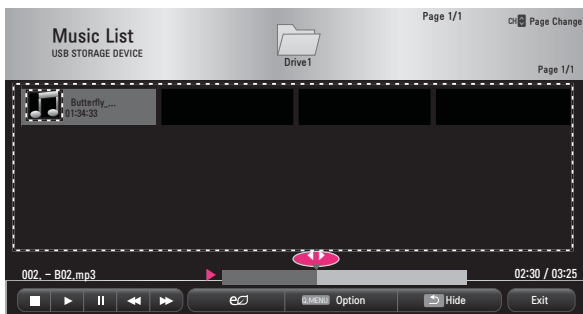 Page 1/1
CH Page Change
Music List
USB STORAGE DEVICE
Drive1
Page 1/1
Butterfly_...
01:34:33
002, - B02,mp3
02:30 / 03:25
Q.MENU Option
Hide
Exit